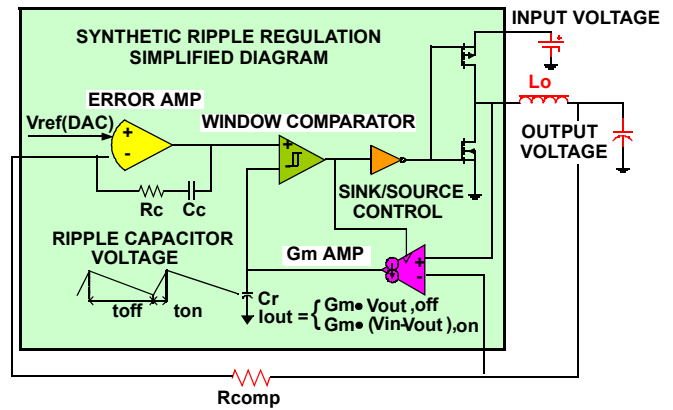 SYNTHETIC RIPPLE REGULATION
SIMPLIFIED DIAGRAM
INPUT VOLTAGE
+
Lo
ERROR AMP
Vref(DAC)
+
-
WINDOW COMPARATOR
+
OUTPUT
VOLTAGE
Rc
Cc
SINK/SOURCE
CONTROL
RIPPLE CAPACITOR
VOLTAGE
Gm AMP
+
-
toff
ton
Cr
Iout = { Gm• Vout ,off
Gm• (Vin-Vout ),on
Rcomp